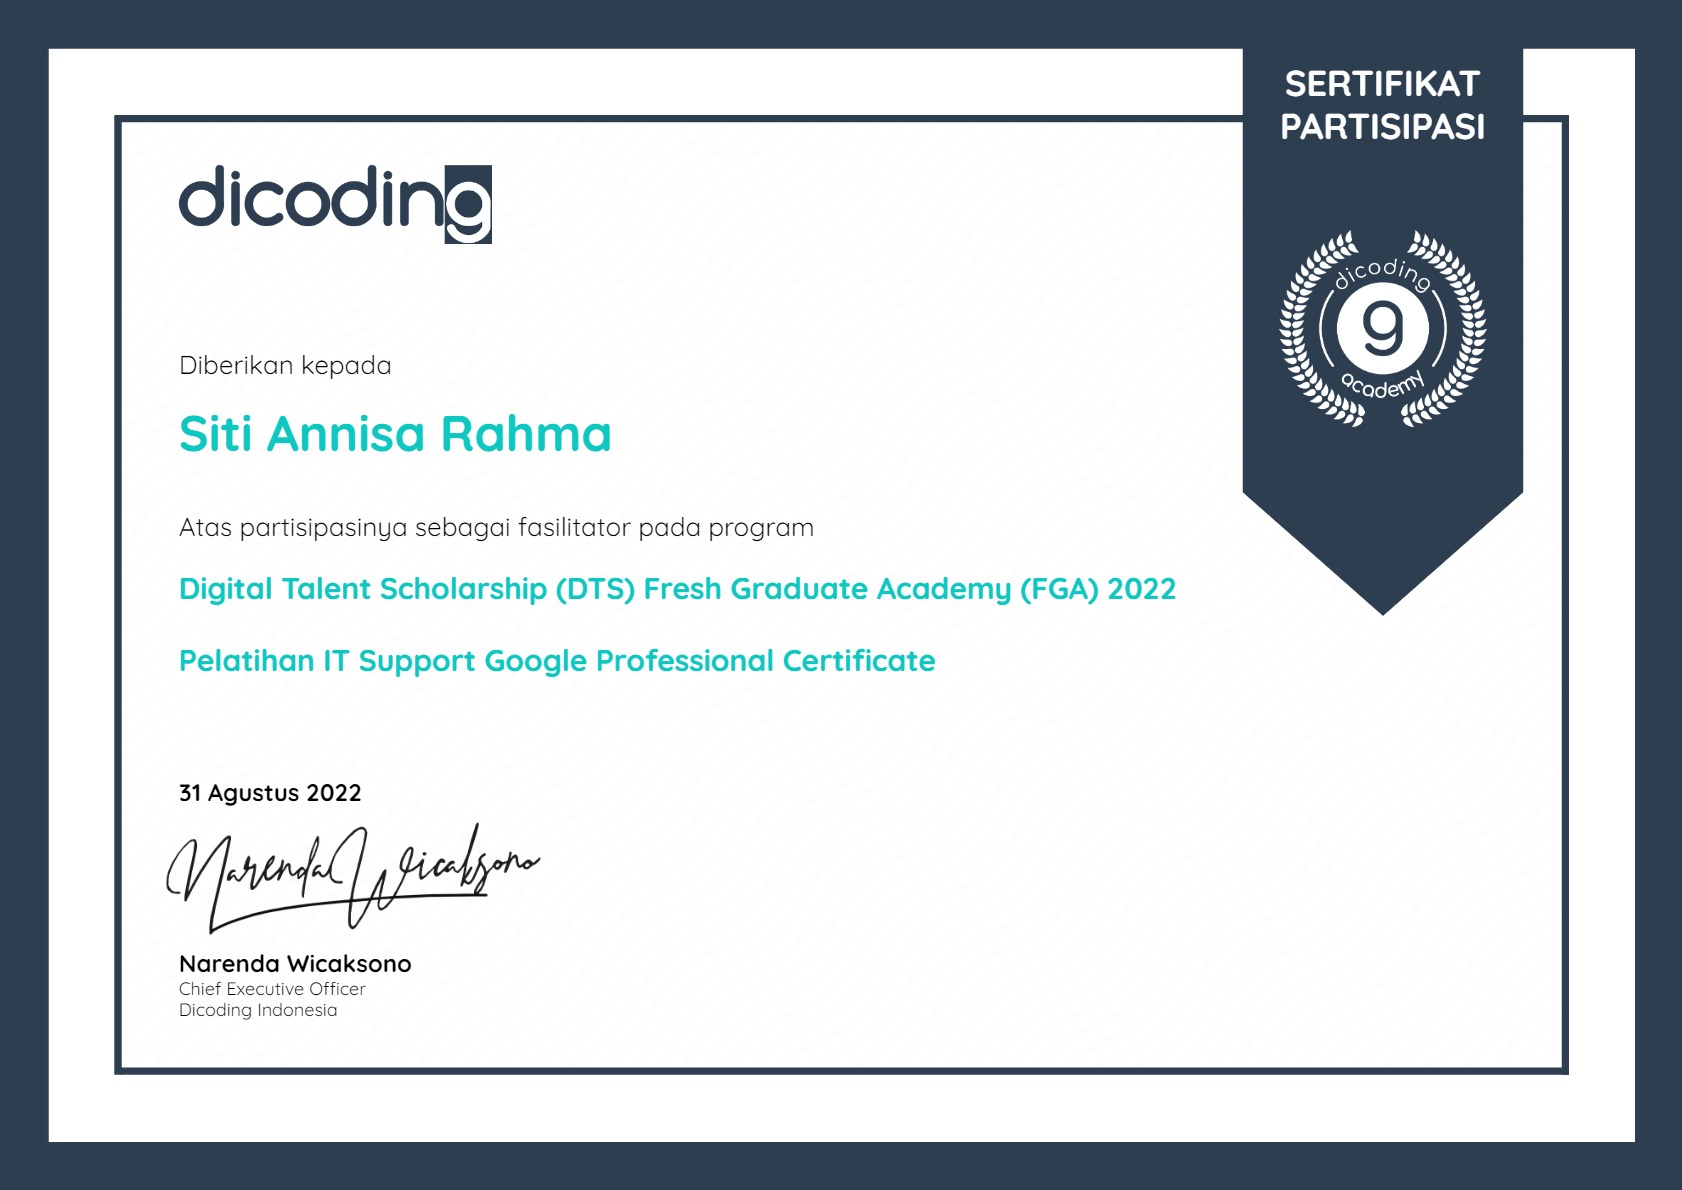 SERTIFIKAT
PARTISIPASI
dicoding
dicoding
g
academy
Diberikan kepada
Siti Annisa Rahma
Atas partisipasinya sebagai fasilitator pada program
Digital Talent Scholarship (DTS) Fresh Graduate Academy (FGA) 2022
Pelatihan IT Support Google Professional Certificate
31 Agustus 2022
Narenda Wicaksono
Narenda Wicaksono
Chief Executive Officer
Dicoding Indonesia